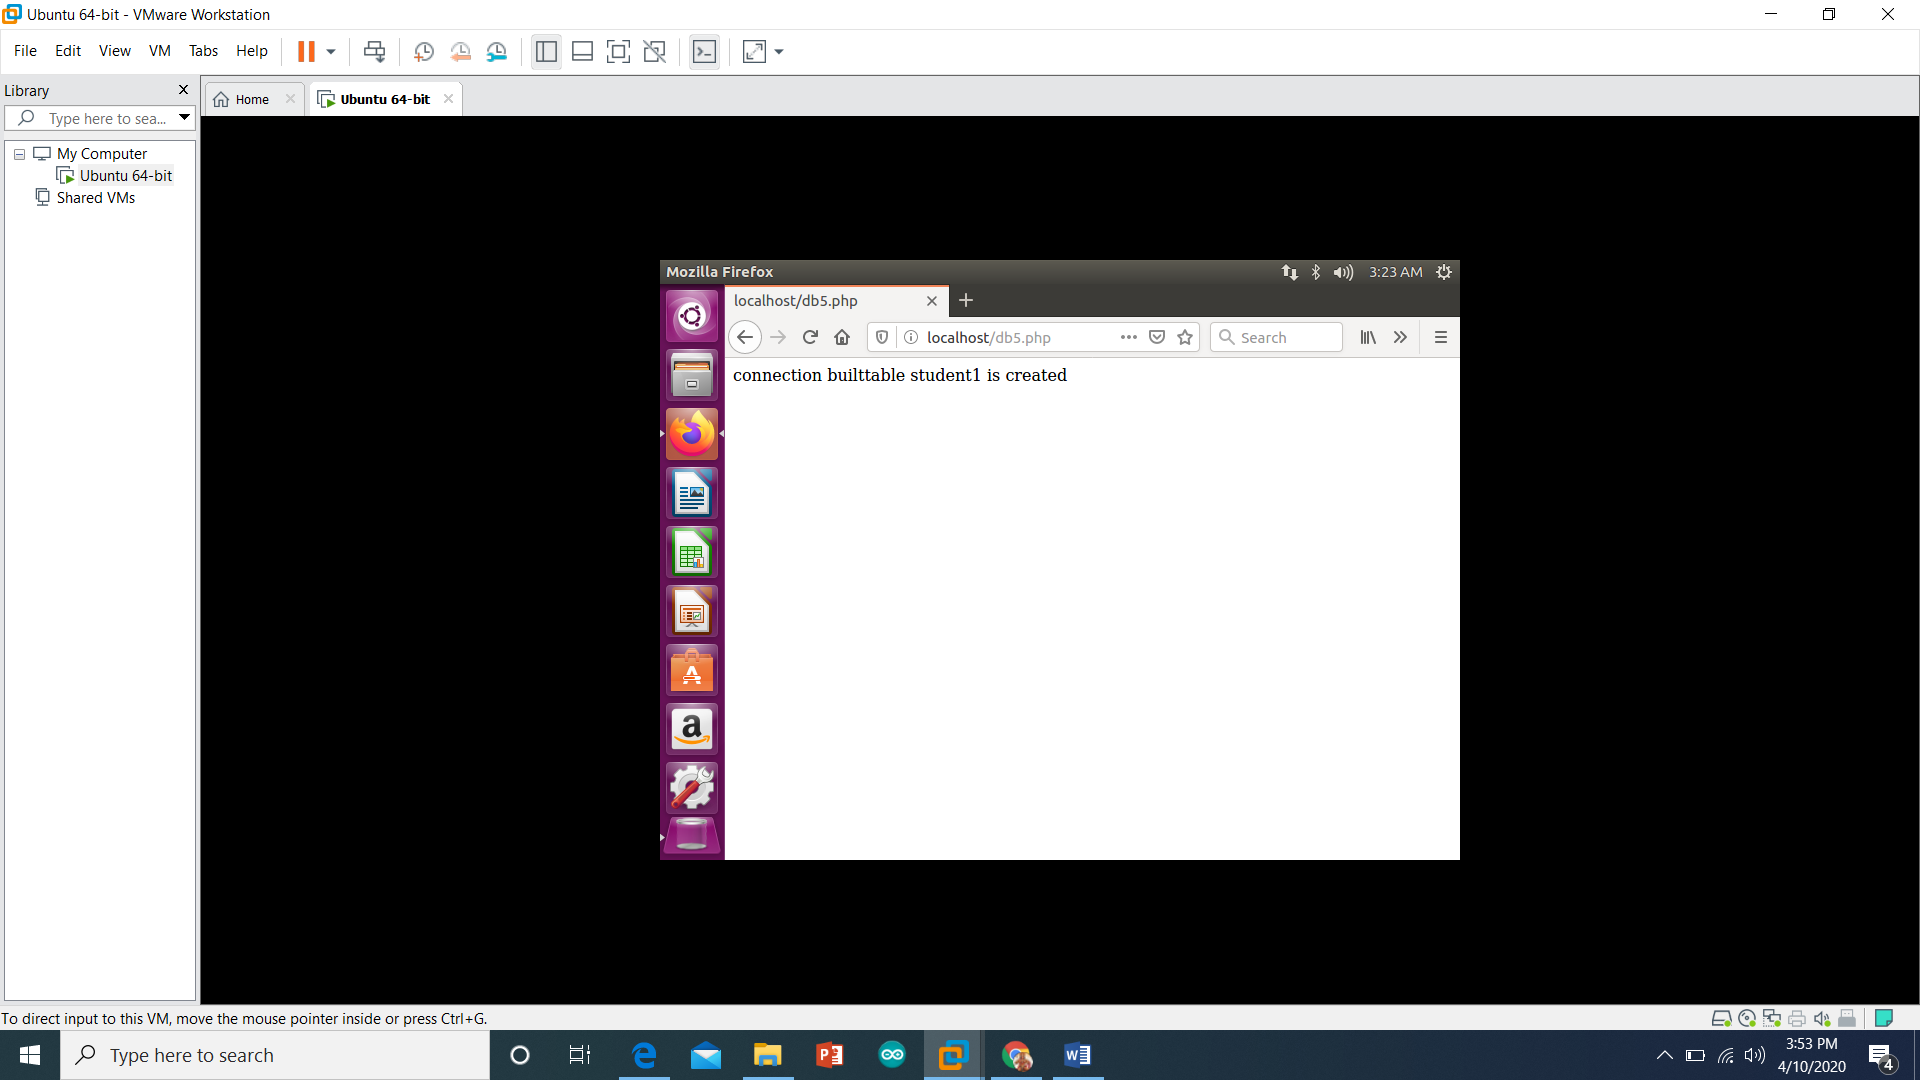 Ubuntu 64-bit - VMware Workstation
File Edit View VM Tabs Help
Library
Type here to sea...
My Computer
Ubuntu 64-bit
Shared VMs
Home
Ubuntu 64-bit
Mozilla Firefox
3:23 AM
localhost/db5.php
localhost/db5.php
Search
connection builttable student1 is created
To direct input to this VM, move the mouse pointer inside or press Ctrl+G.
Type here to search
3:53 PM
4/10/2020
4